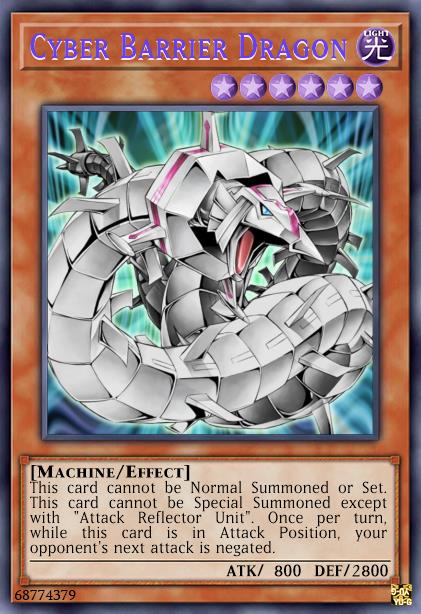 Cyber Barrier Dragon
LIGHT
光
[Machine/Effect]
This card cannot be Normal Summoned or Set.
This card cannot be Special Summoned except
with "Attack Reflector Unit". Once per turn,
while this card is in Attack Position, your
opponent's next attack is negated.
ATK/ 800 DEF/2800
68774379